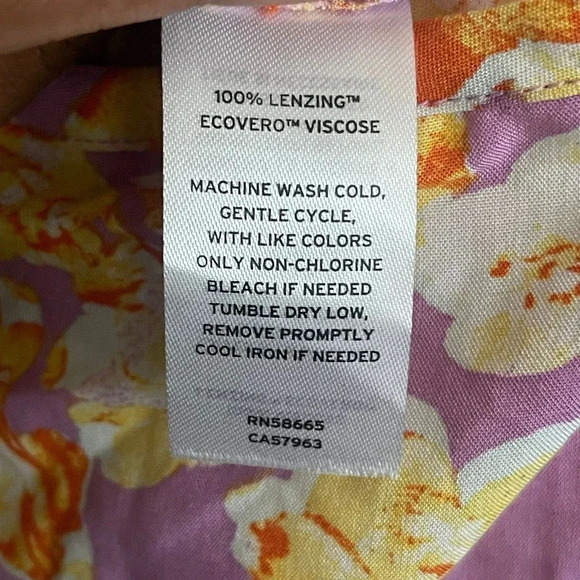 100% LENZING™
ECOVERO™ VISCOSE
MACHINE WASH COLD,
GENTLE CYCLE,
WITH LIKE COLORS
ONLY NON-CHLORINE
BLEACH IF NEEDED
TUMBLE DRY LOW,
REMOVE PROMPTLY
COOL IRON IF NEEDED
RN58665
CA57963